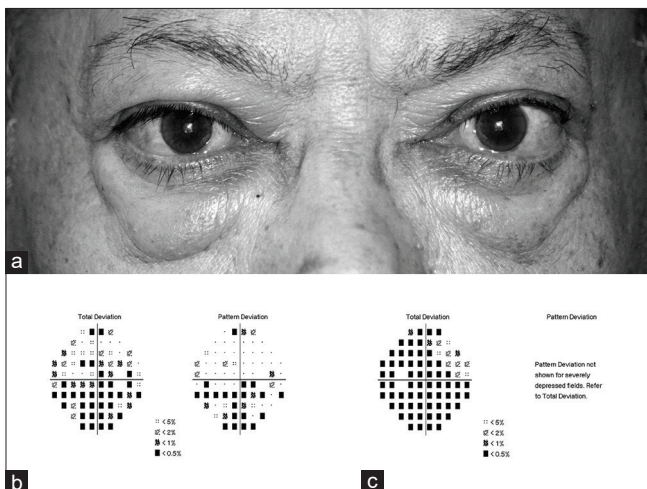 a
Total Deviation
Pattern Deviation
:: < 5%
< 2%
< 1%
■ < 0.5%
b
Total Deviation
Pattern Deviation
Pattern Deviation not
shown for severely
depressed fields. Refer
to Total Deviation.
:: < 5%
< 2%
< 1%
■ < 0.5%
c